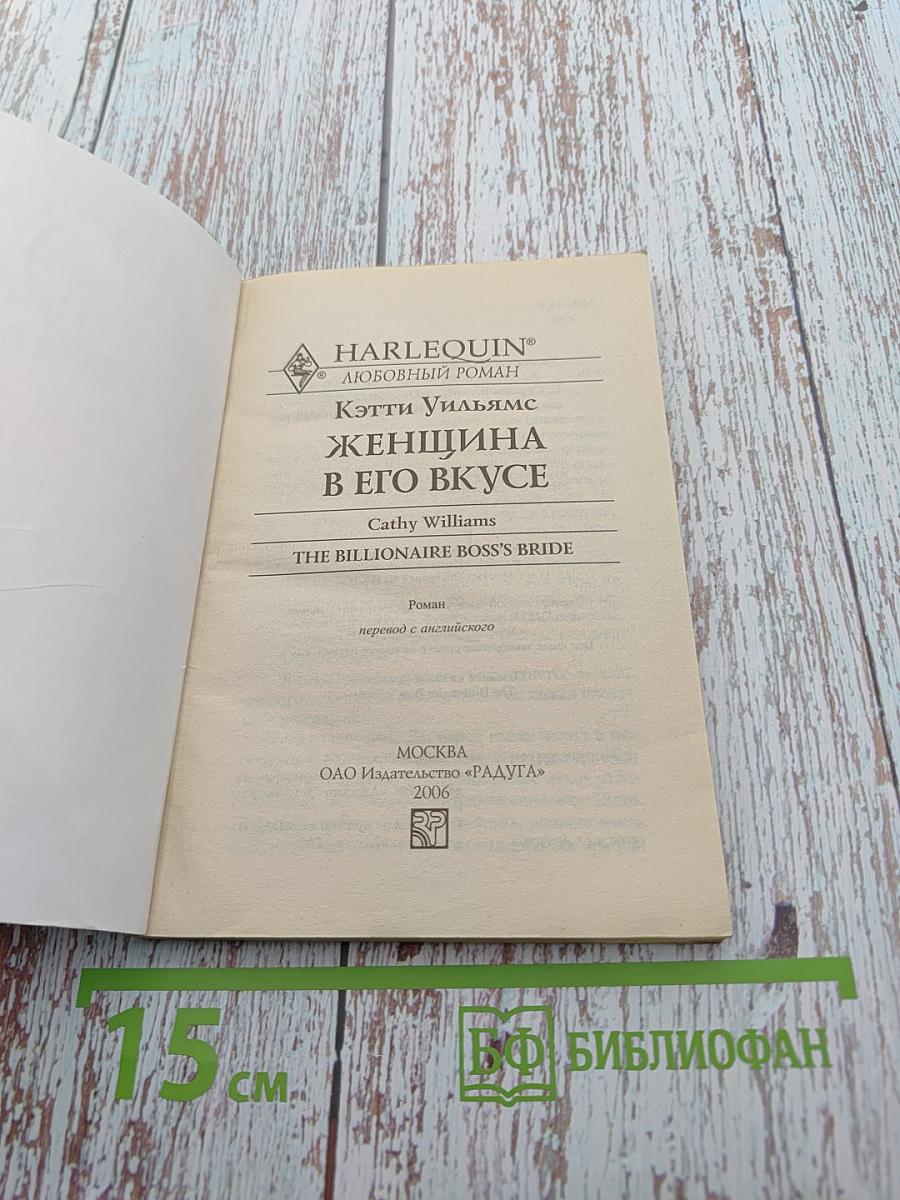 HARLEQUIN®
®
ЛЮБОВНЫЙ РОМАН
Кэтти Уильямс
ЖЕНЩИНА
В ЕГО ВКУСЕ
Cathy Williams
THE BILLIONAIRE BOSS'S BRIDE
Роман
перевод с английского
МОСКВА
ОАО Издательство «РАДУГА»
2006
15 см
БФ БИБЛИОФАН